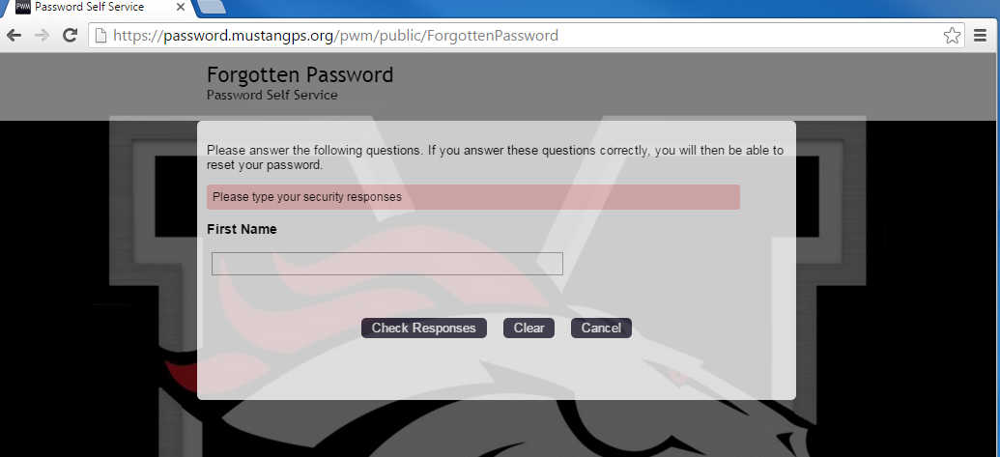 PWM Password Self Service
https://password.mustangps.org/pwm/public/ForgottenPassword
Forgotten Password
Password Self Service
Please answer the following questions. If you answer these questions correctly, you will then be able to
reset your password.
Please type your security responses
First Name
Check Responses Clear Cancel